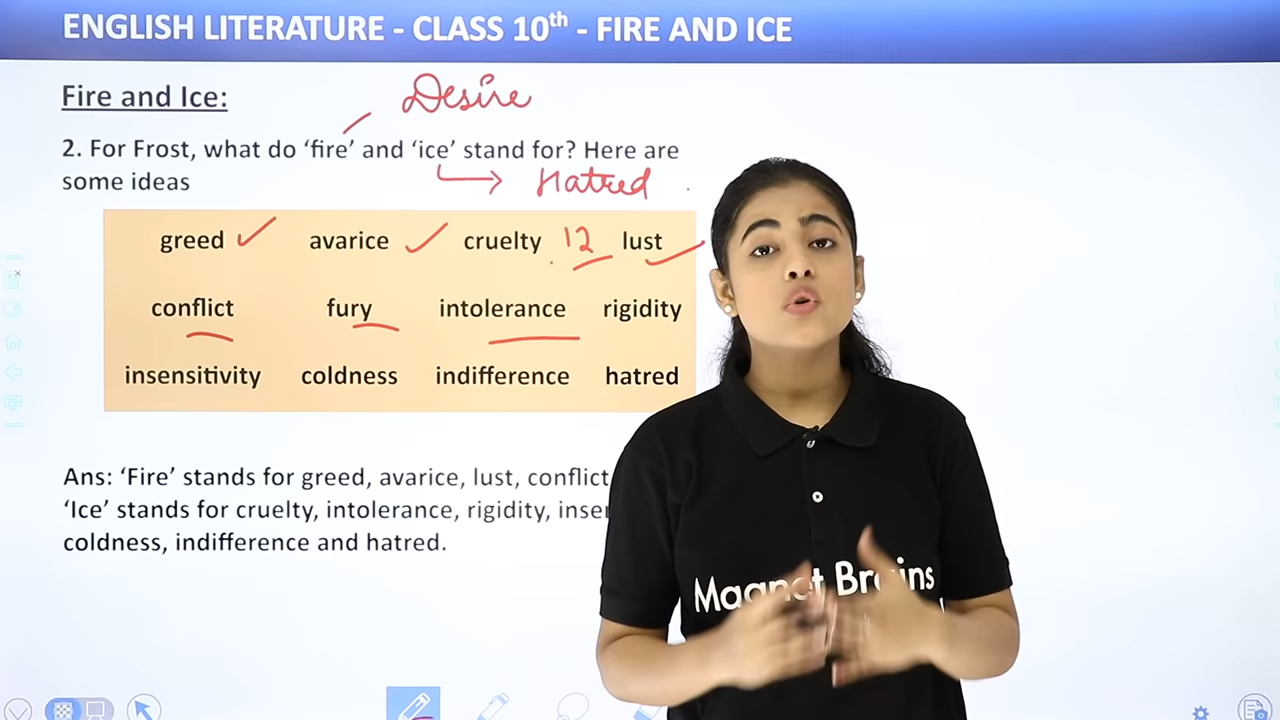 ENGLISH LITERATURE - CLASS 10th - FIRE AND ICE
Fire and Ice:
Desire
2. For Frost, what do ‘fire’ and ‘ice’ stand for? Here are
some ideas
Hatred
greed avarice cruelty 12 lust
conflict fury intolerance rigidity
insensitivity coldness indifference hatred
Ans: ‘Fire’ stands for greed, avarice, lust, conflict
‘Ice’ stands for cruelty, intolerance, rigidity,
coldness, indifference and hatred.
Magnet Brains